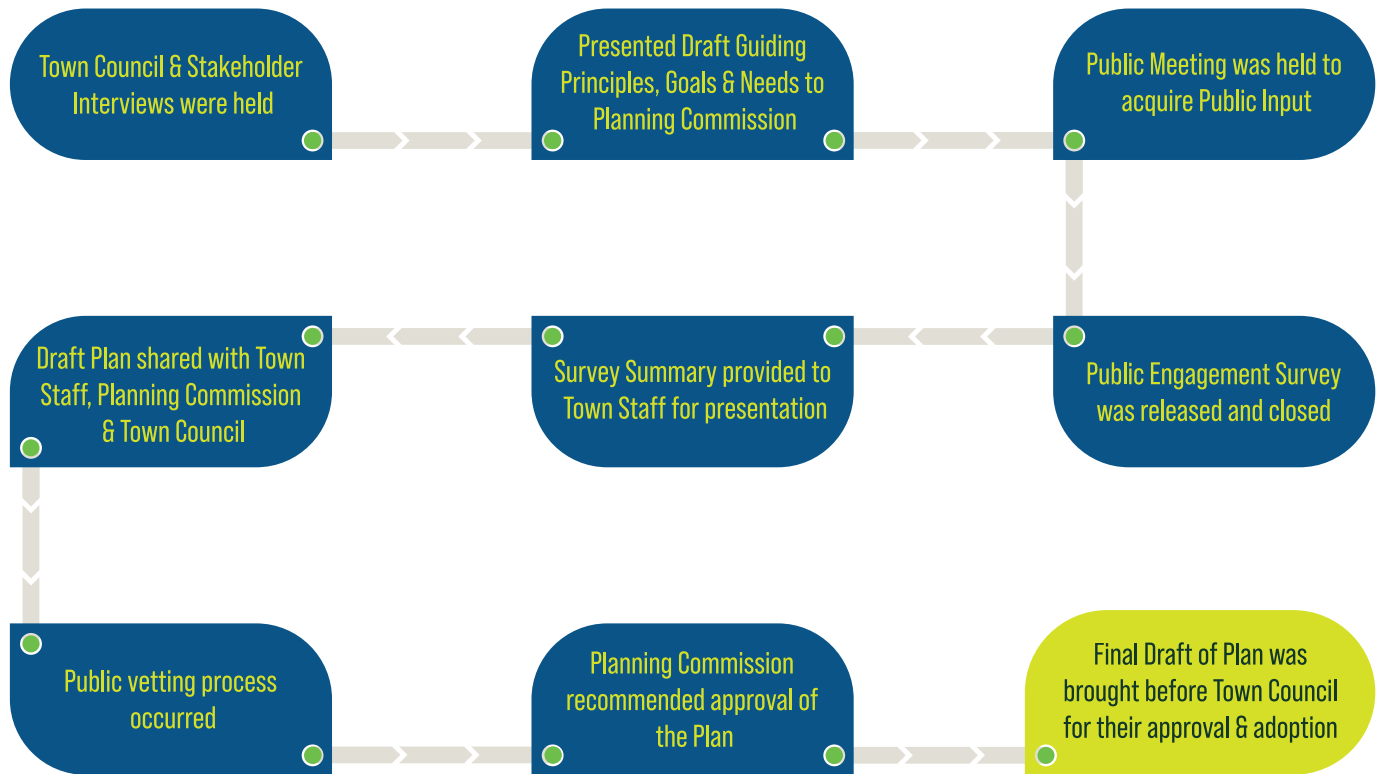 Town Council & Stakeholder
Interviews were held
Presented Draft Guiding
Principles, Goals & Needs to
Planning Commission
Public Meeting was held to
acquire Public Input
Public Engagement Survey
was released and closed
Survey Summary provided to
Town Staff for presentation
Draft Plan shared with Town
Staff, Planning Commission
& Town Council
Public vetting process
occurred
Planning Commission
recommended approval of
the Plan
Final Draft of Plan was
brought before Town Council
for their approval & adoption